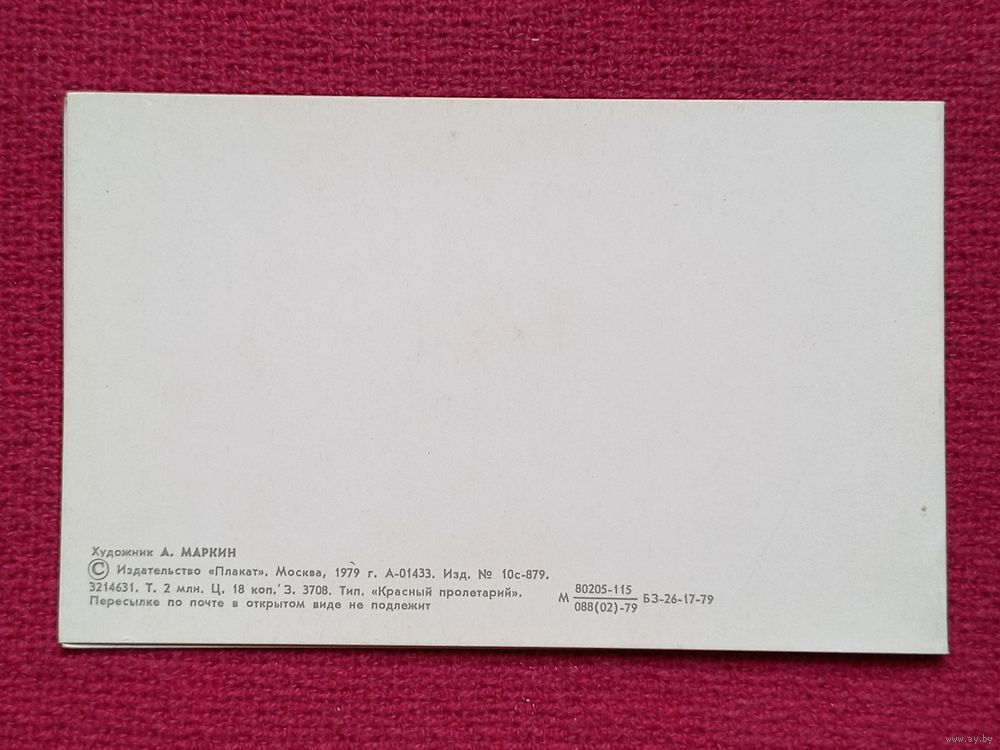 Художник А. МАРКИН
© Издательство «Плакат». Москва, 1979 г. А-01433. Изд. № 10с-879.
3214631. Т. 2 млн. Ц. 18 коп. З. 3708. Тип. «Красный пролетарий».
Пересылке по почте в открытом виде не подлежит
М 80205-115 БЗ-26-17-79
088(02)-79
www.ay.by